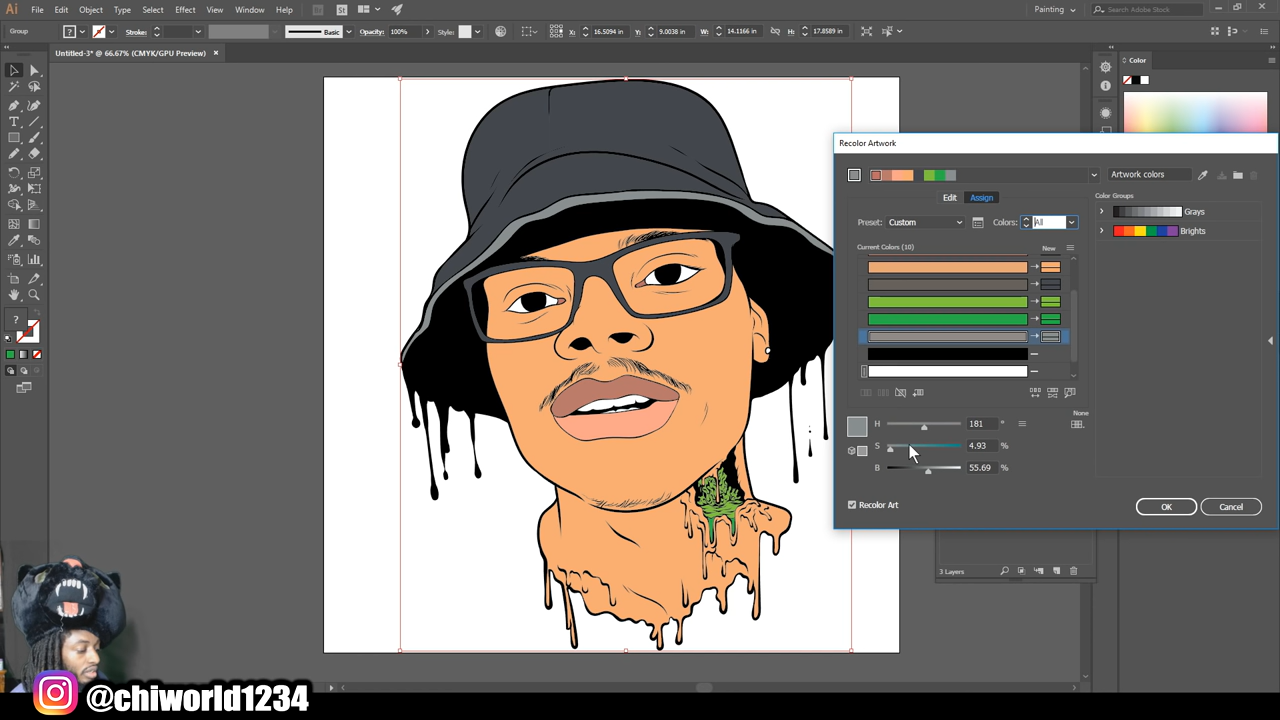 Ai File Edit Object Type Select Effect View Window Help Br St Painting Search Adobe Stock
Group ? Stroke: Basic Opacity: 100% Style: X: 16.5094 in Y: 9.0038 in W: 14.1166 in H: 17.8589 in
Untitled-3* @ 66.67% (CMYK/GPU Preview) ×
Color
Recolor Artwork
Artwork colors
Edit Assign
Color Groups
Preset: Custom Colors: All
Grays
Brights
Current Colors (10) New
None
H 181 °
S 4.93 %
B 55.69 %
Recolor Art
OK Cancel
3 Layers
@chiworld1234